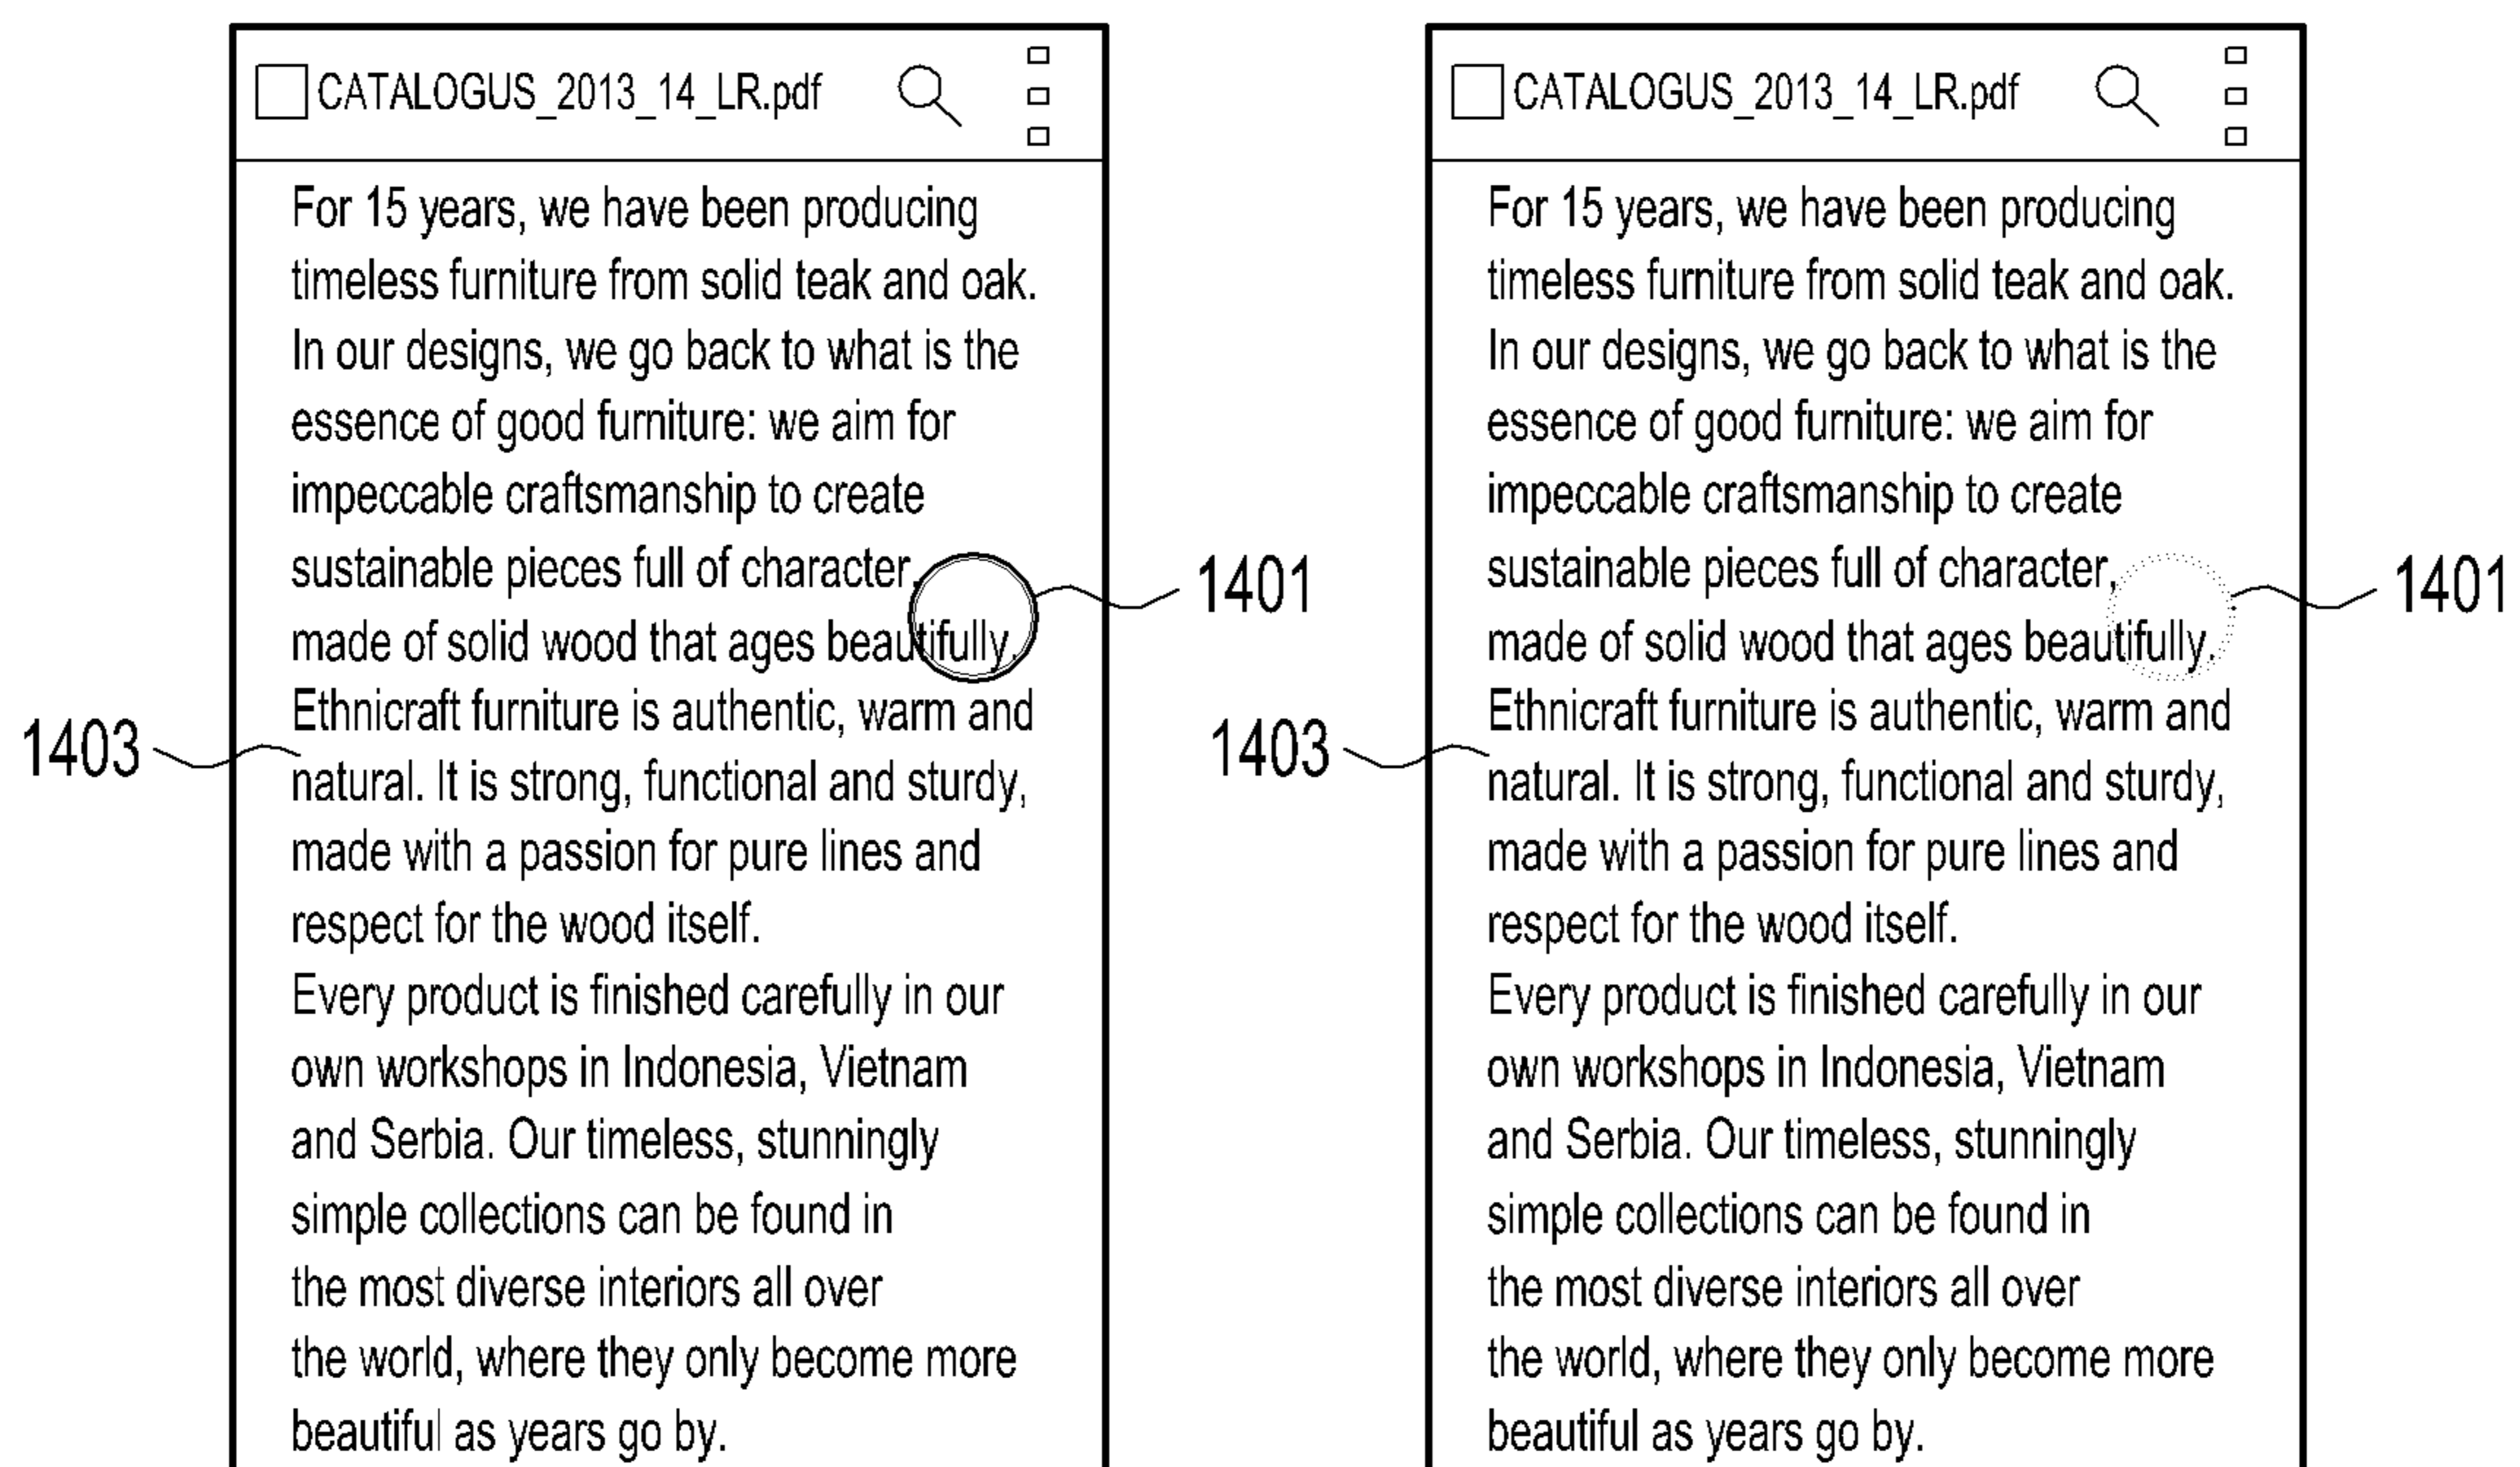 CATALOGUS_2013_14_LR.pdf
For 15 years, we have been producing
timeless furniture from solid teak and oak.
In our designs, we go back to what is the
essence of good furniture: we aim for
impeccable craftsmanship to create
sustainable pieces full of character,
made of solid wood that ages beautifully.
Ethnicraft furniture is authentic, warm and
natural. It is strong, functional and sturdy,
made with a passion for pure lines and
respect for the wood itself.
Every product is finished carefully in our
own workshops in Indonesia, Vietnam
and Serbia. Our timeless, stunningly
simple collections can be found in
the most diverse interiors all over
the world, where they only become more
beautiful as years go by.
1401
1403
CATALOGUS_2013_14_LR.pdf
For 15 years, we have been producing
timeless furniture from solid teak and oak.
In our designs, we go back to what is the
essence of good furniture: we aim for
impeccable craftsmanship to create
sustainable pieces full of character,
made of solid wood that ages beautifully.
Ethnicraft furniture is authentic, warm and
natural. It is strong, functional and sturdy,
made with a passion for pure lines and
respect for the wood itself.
Every product is finished carefully in our
own workshops in Indonesia, Vietnam
and Serbia. Our timeless, stunningly
simple collections can be found in
the most diverse interiors all over
the world, where they only become more
beautiful as years go by.
1401
1403